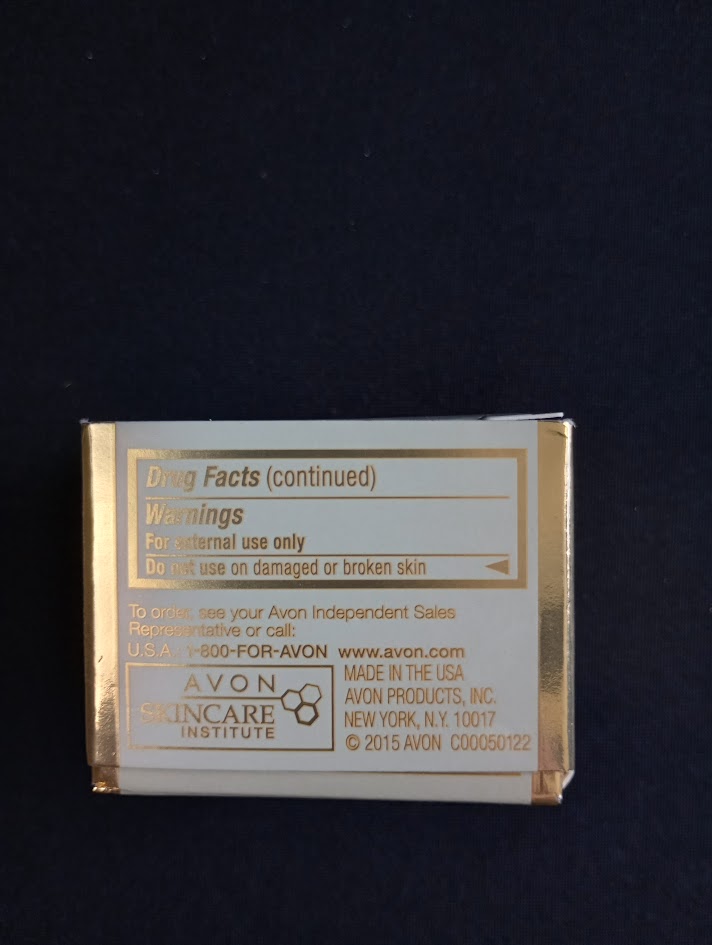 Drug Facts (continued)
Warnings
For external use only
Do not use on damaged or broken skin
To order, see your Avon Independent Sales
Representative or call:
U.S.A.: 1-800-FOR-AVON www.avon.com
AVON
SKINCARE
INSTITUTE
MADE IN THE USA
AVON PRODUCTS, INC.
NEW YORK, N.Y. 10017
© 2015 AVON C00050122